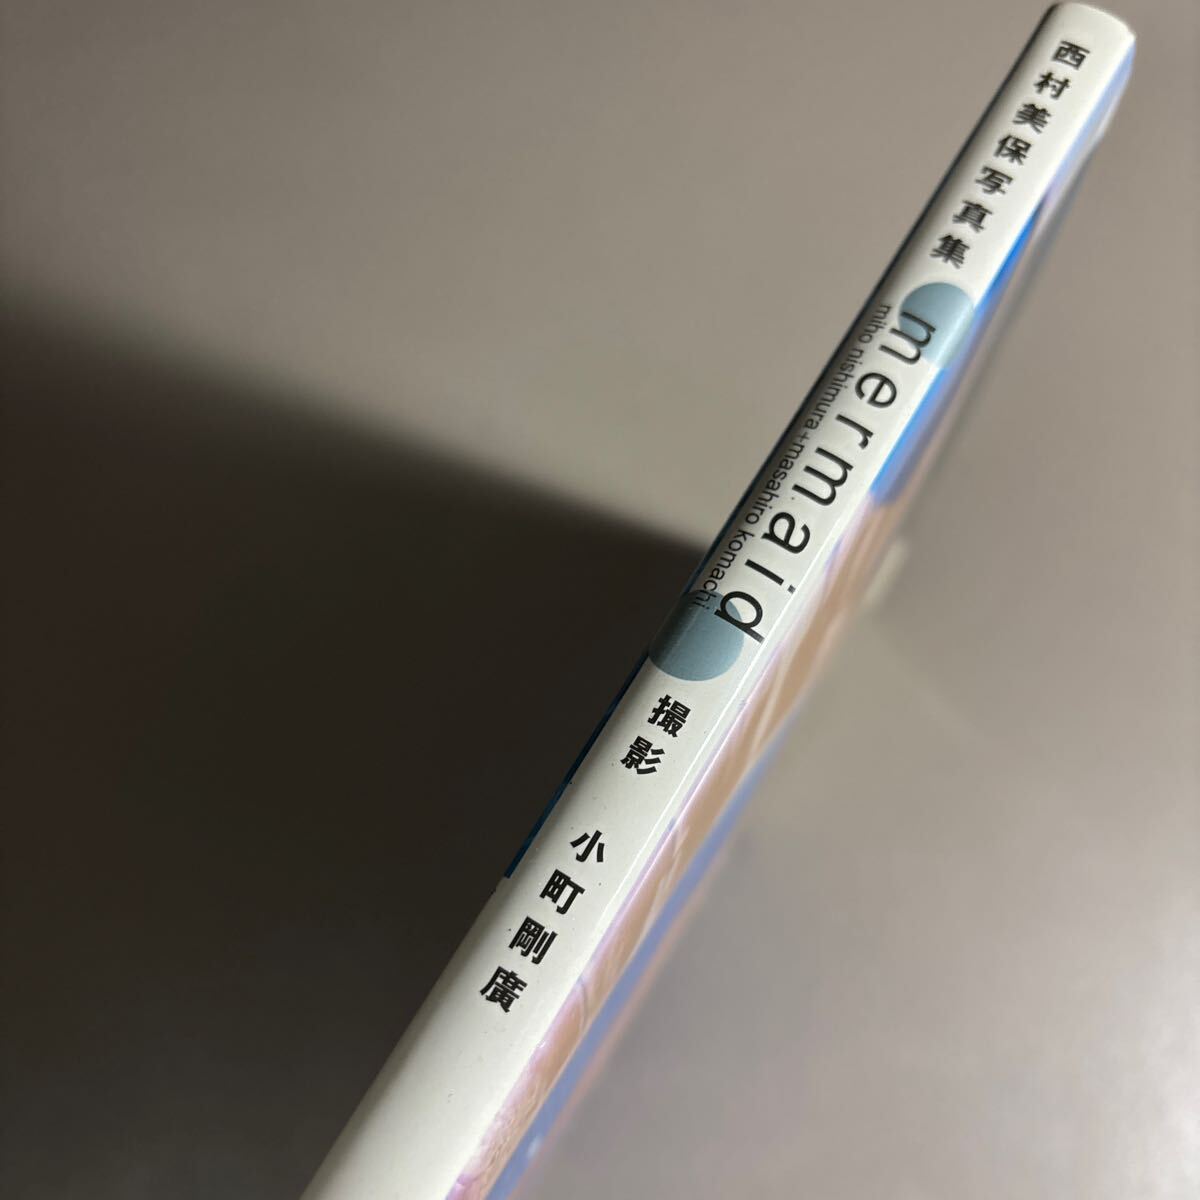 西村美保写真集
mermaid
miho nishimura+masahiro komachi
撮影 小町剛廣